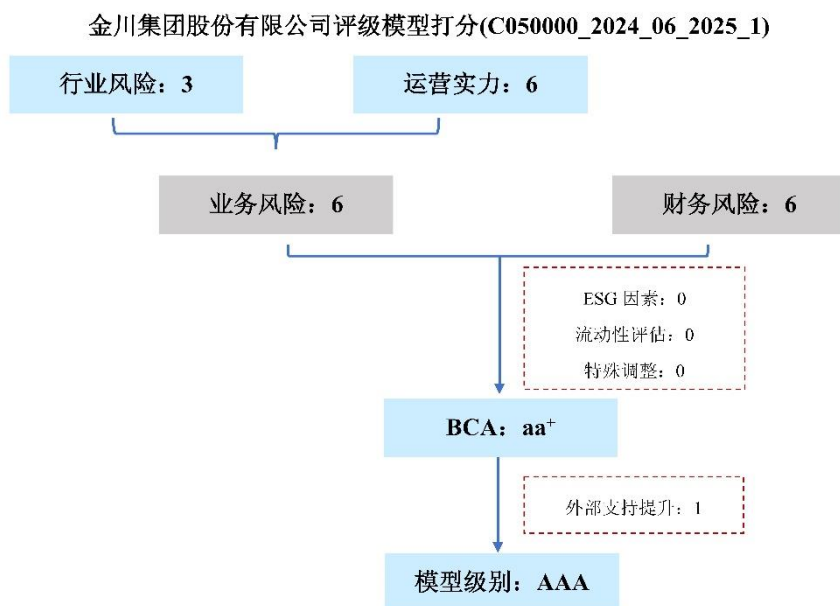 金川集团股份有限公司评级模型打分(C050000_2024_06_2025_1)
行业风险：3
运营实力：6
业务风险：6
财务风险：6
ESG 因素：0
流动性评估：0
特殊调整：0
BCA：aa⁺
外部支持提升：1
模型级别：AAA